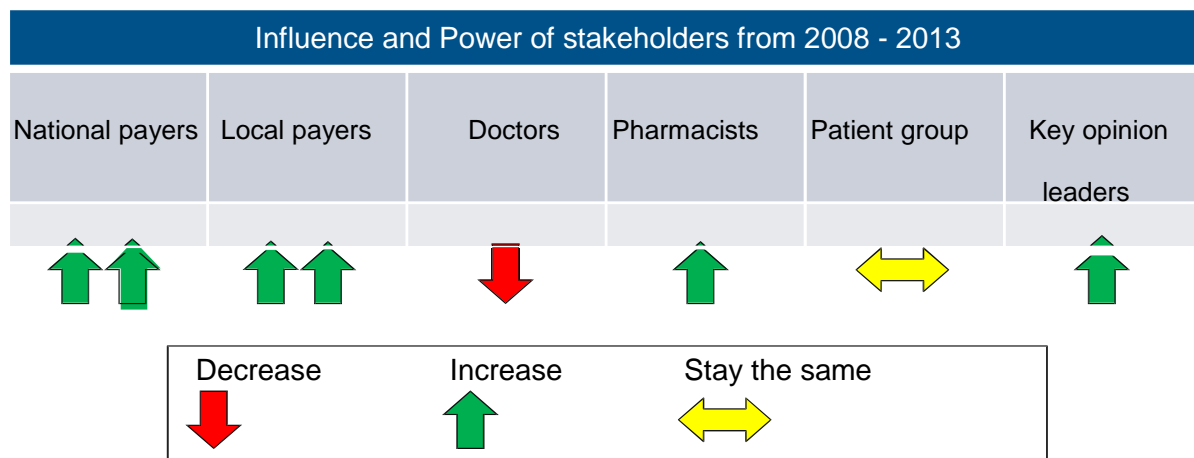 Influence and Power of stakeholders from 2008 - 2013
National payers Local payers Doctors Pharmacists Patient group Key opinion
leaders
Decrease Increase Stay the same